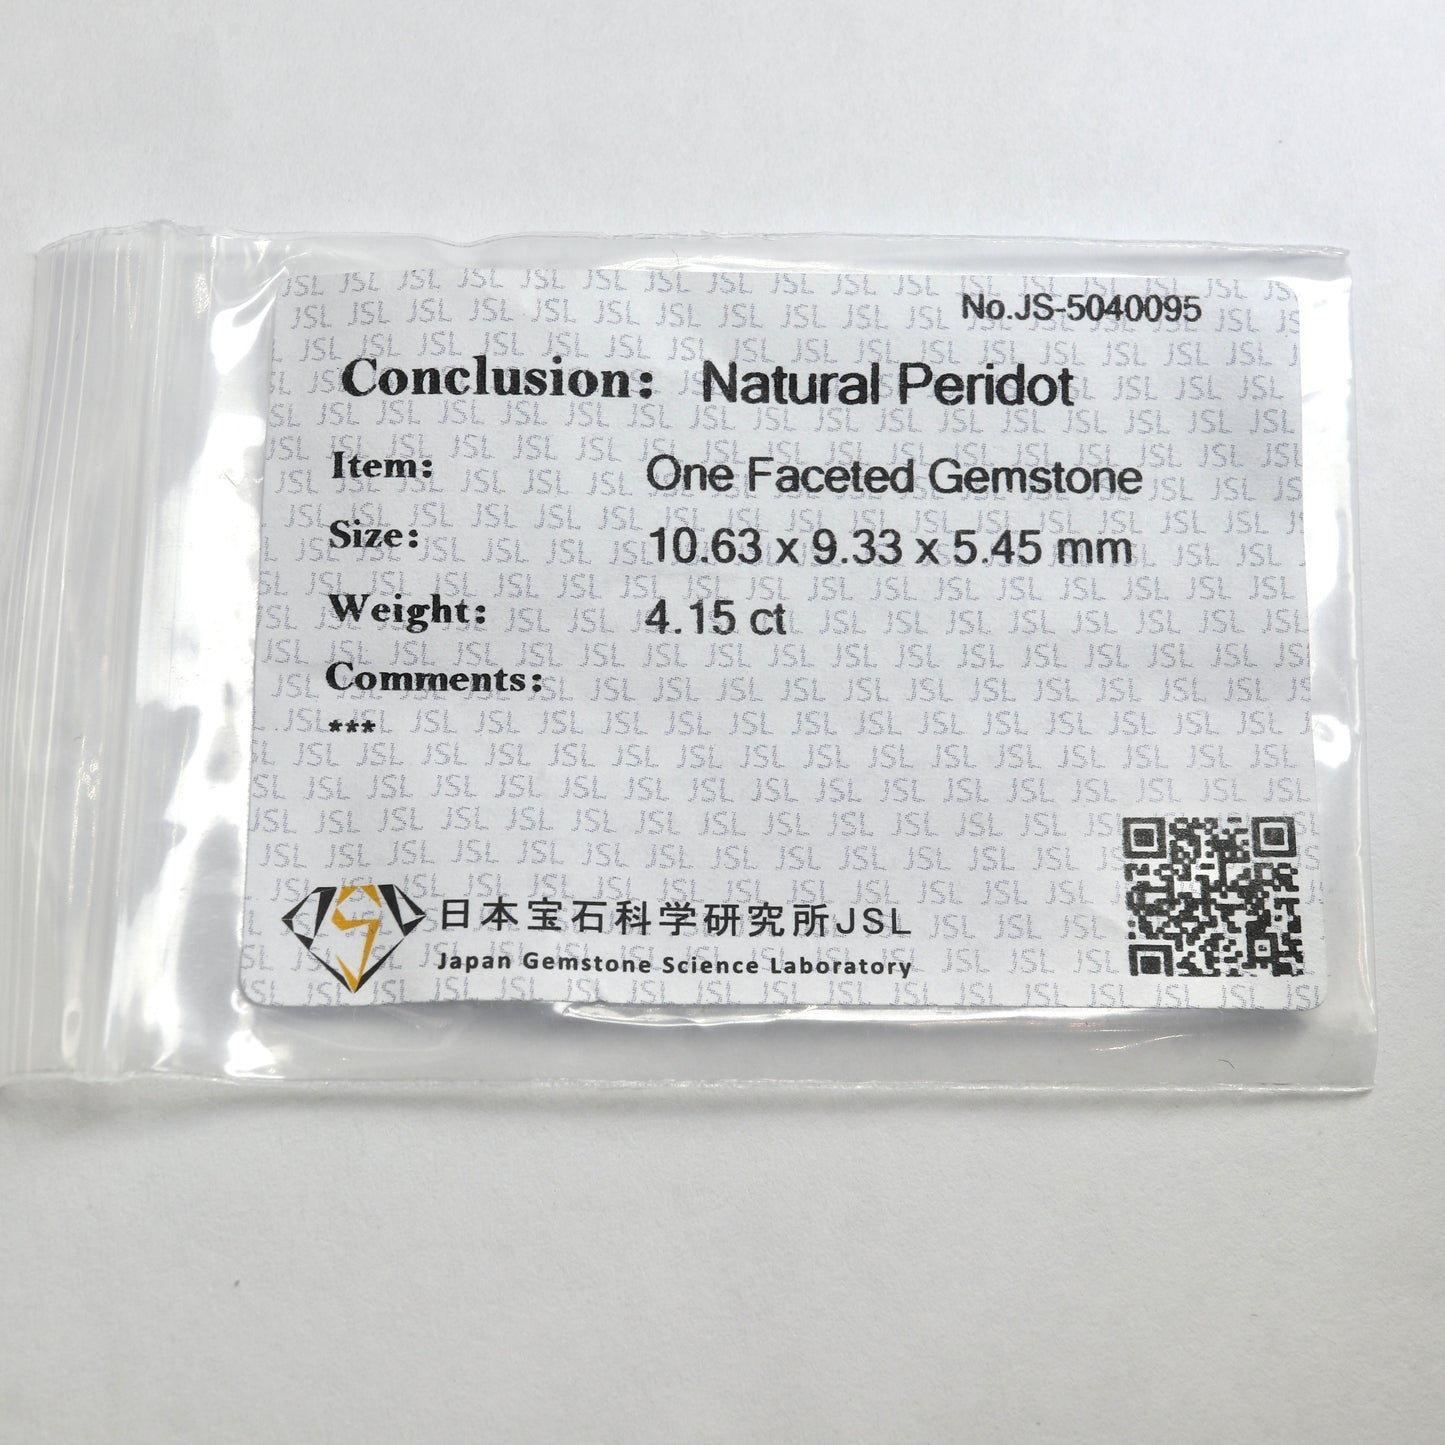 No.JS-5040095
Conclusion: Natural Peridot
Item: One Faceted Gemstone
Size: 10.63 x 9.33 x 5.45 mm
Weight: 4.15 ct
Comments:
***
日本宝石科学研究所JSL
Japan Gemstone Science Laboratory